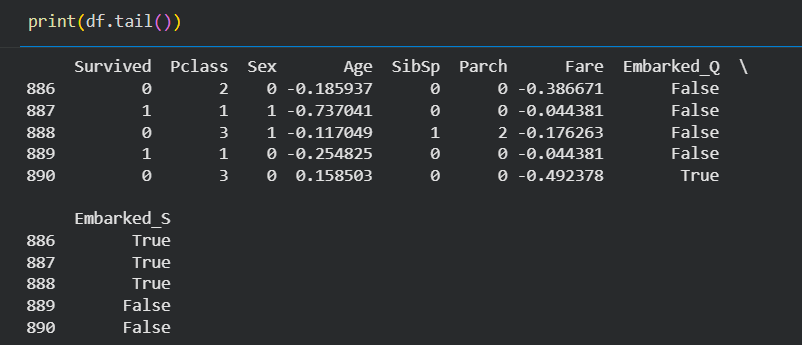 print(df.tail())
     Survived  Pclass  Sex       Age  SibSp  Parch      Fare  Embarked_Q  \
886         0       2    0 -0.185937      0      0 -0.386671       False
887         1       1    1 -0.737041      0      0 -0.044381       False
888         0       3    1 -0.117049      1      2 -0.176263       False
889         1       1    0 -0.254825      0      0 -0.044381       False
890         0       3    0  0.158503      0      0 -0.492378        True
     Embarked_S
886        True
887        True
888        True
889       False
890       False